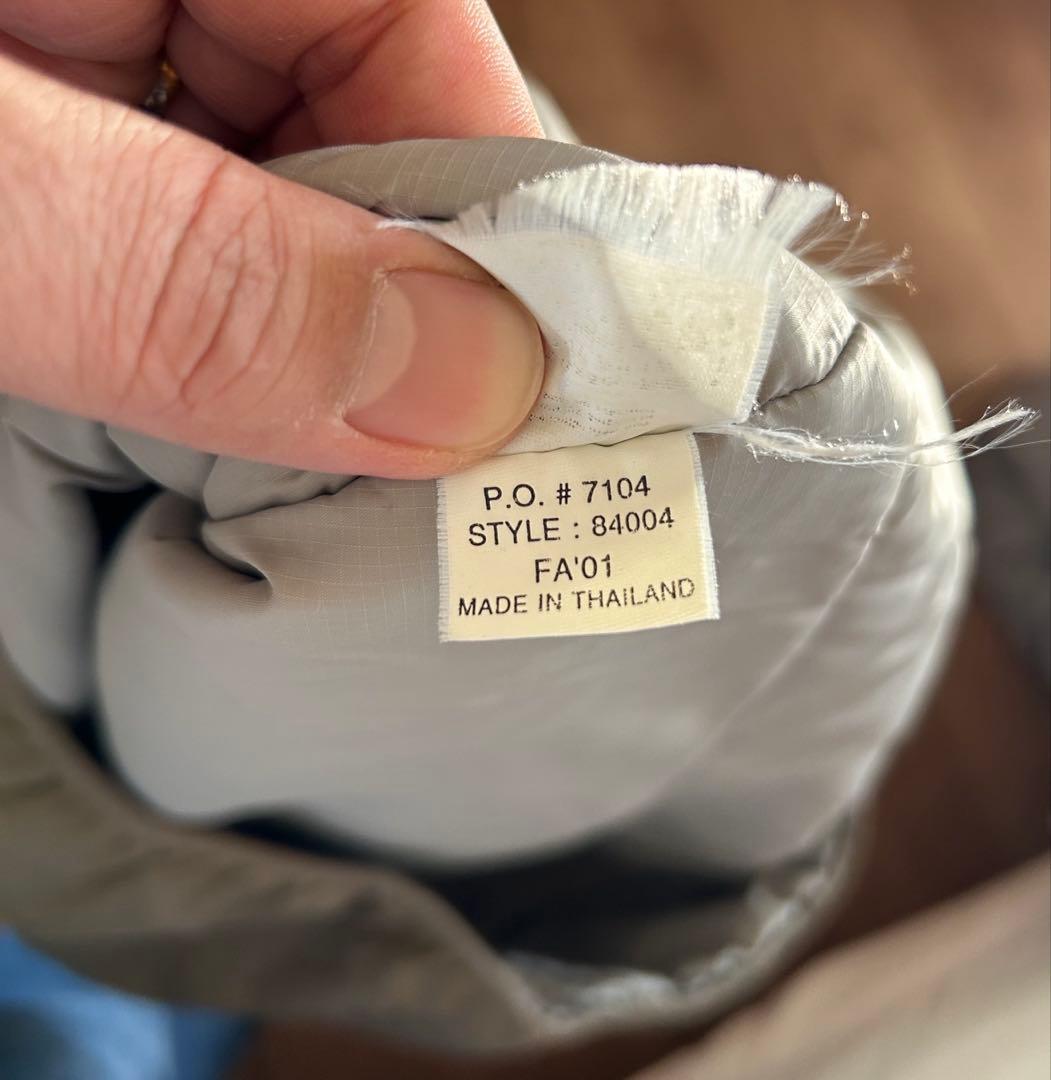 P.O. # 7104
STYLE : 84004
FA'01
MADE IN THAILAND